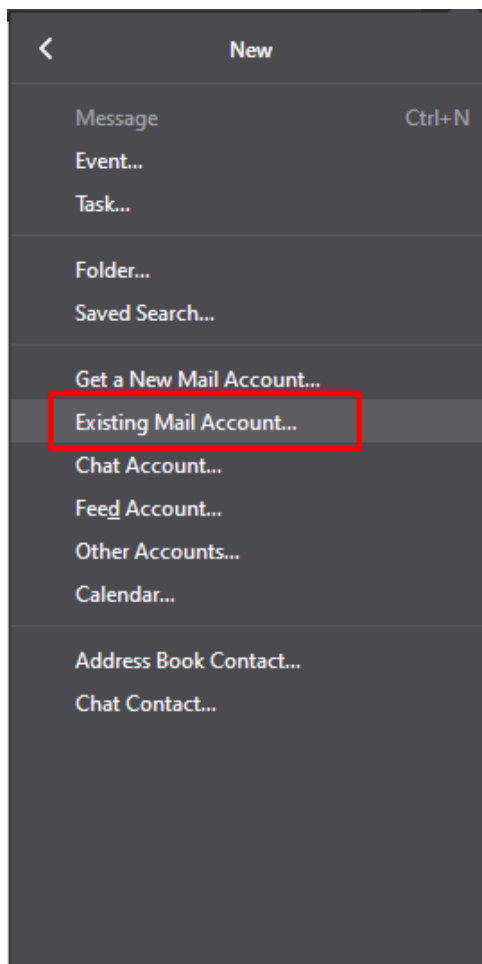 New
Message Ctrl+N
Event...
Task...
Folder...
Saved Search...
Get a New Mail Account...
Existing Mail Account...
Chat Account...
Feed Account...
Other Accounts...
Calendar...
Address Book Contact...
Chat Contact...